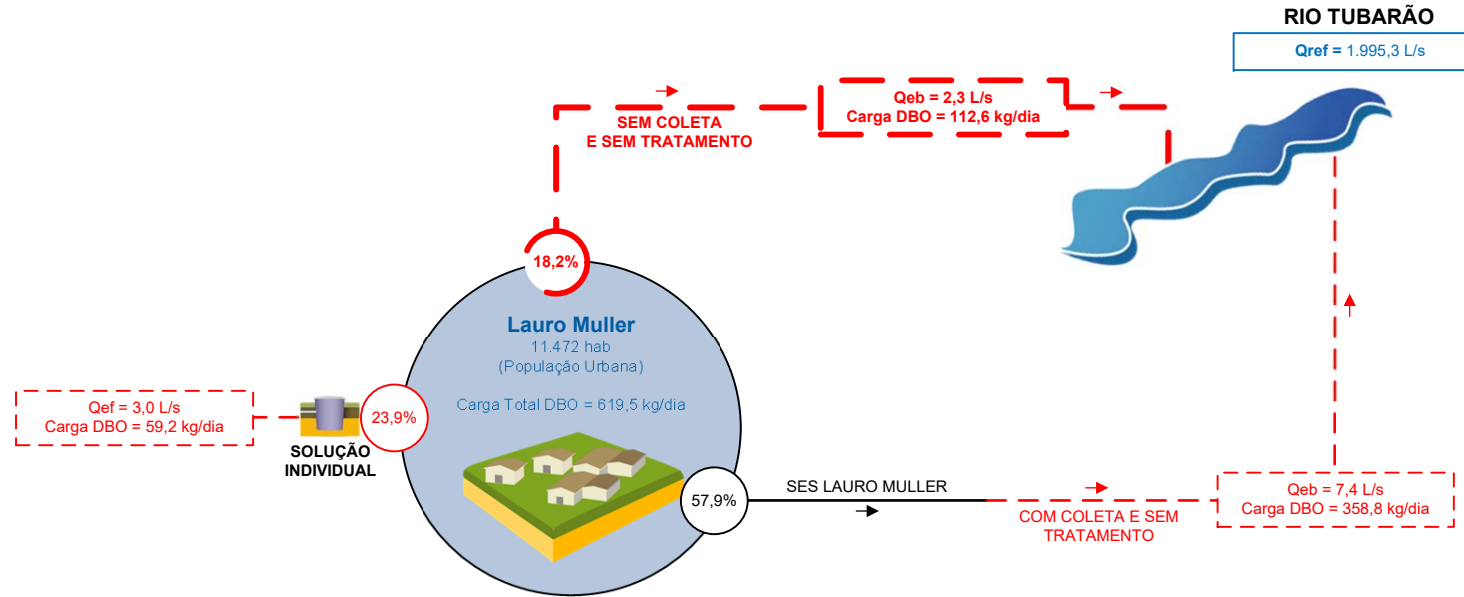 RIO TUBARÃO
Qref = 1.995,3 L/s
Qeb = 2,3 L/s
Carga DBO = 112,6 kg/dia
SEM COLETA
E SEM TRATAMENTO
18,2%
Lauro Muller
11.472 hab
(População Urbana)
Carga Total DBO = 619,5 kg/dia
Qef = 3,0 L/s
Carga DBO = 59,2 kg/dia
23,9%
SOLUÇÃO
INDIVIDUAL
57,9%
SES LAURO MULLER
COM COLETA E SEM
TRATAMENTO
Qeb = 7,4 L/s
Carga DBO = 358,8 kg/dia